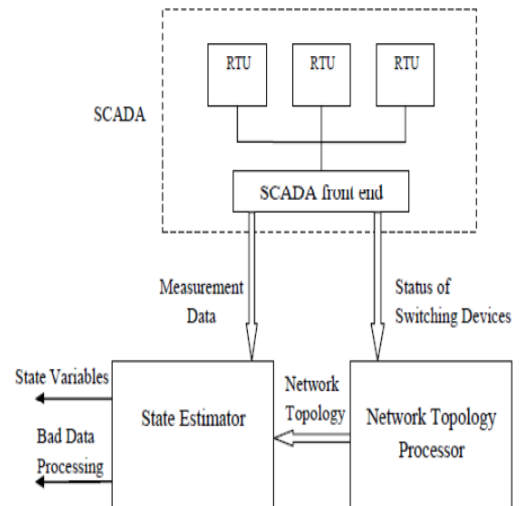 RTU
RTU
RTU
SCADA
SCADA front end
Measurement
Data
Status of
Switching Devices
State Variables
Bad Data
Processing
State Estimator
Network
Topology
Network Topology
Processor